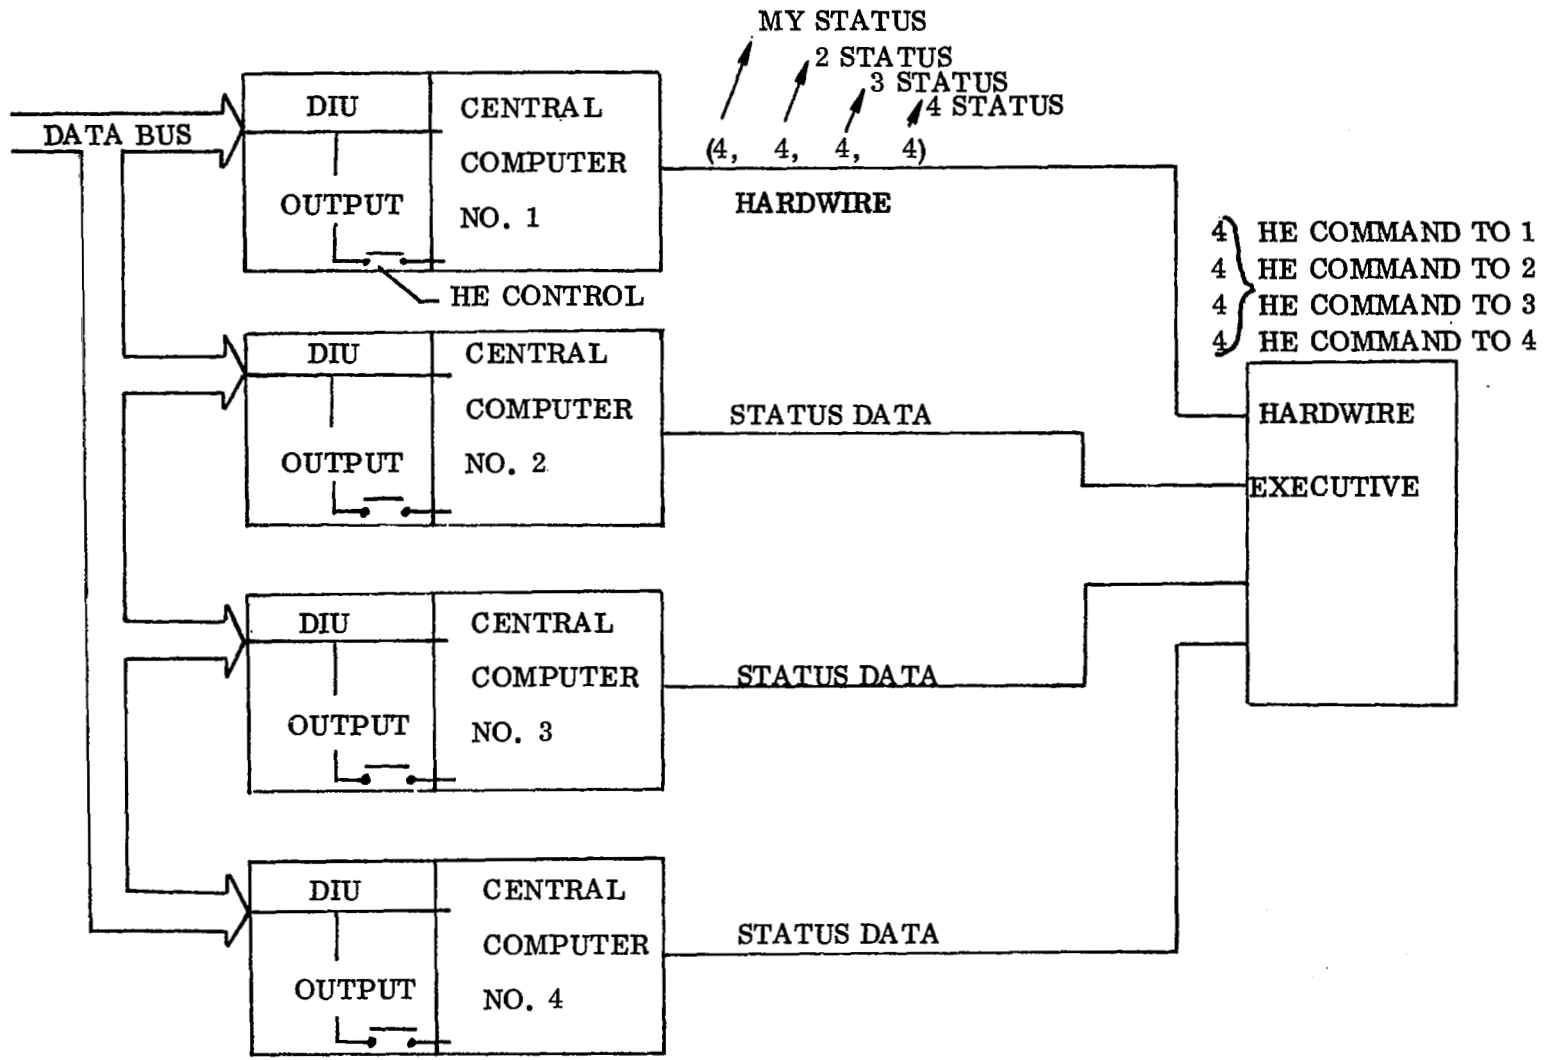 MY STATUS
2 STATUS
3 STATUS
4 STATUS
(4, 4, 4, 4)
HARDWIRE
DATA BUS
DIU
OUTPUT
CENTRAL
COMPUTER
NO. 1
HE CONTROL
4 HE COMMAND TO 1
4 HE COMMAND TO 2
4 HE COMMAND TO 3
4 HE COMMAND TO 4
HARDWIRE
EXECUTIVE
DIU
OUTPUT
CENTRAL
COMPUTER
NO. 2
STATUS DATA
DIU
OUTPUT
CENTRAL
COMPUTER
NO. 3
STATUS DATA
DIU
OUTPUT
CENTRAL
COMPUTER
NO. 4
STATUS DATA